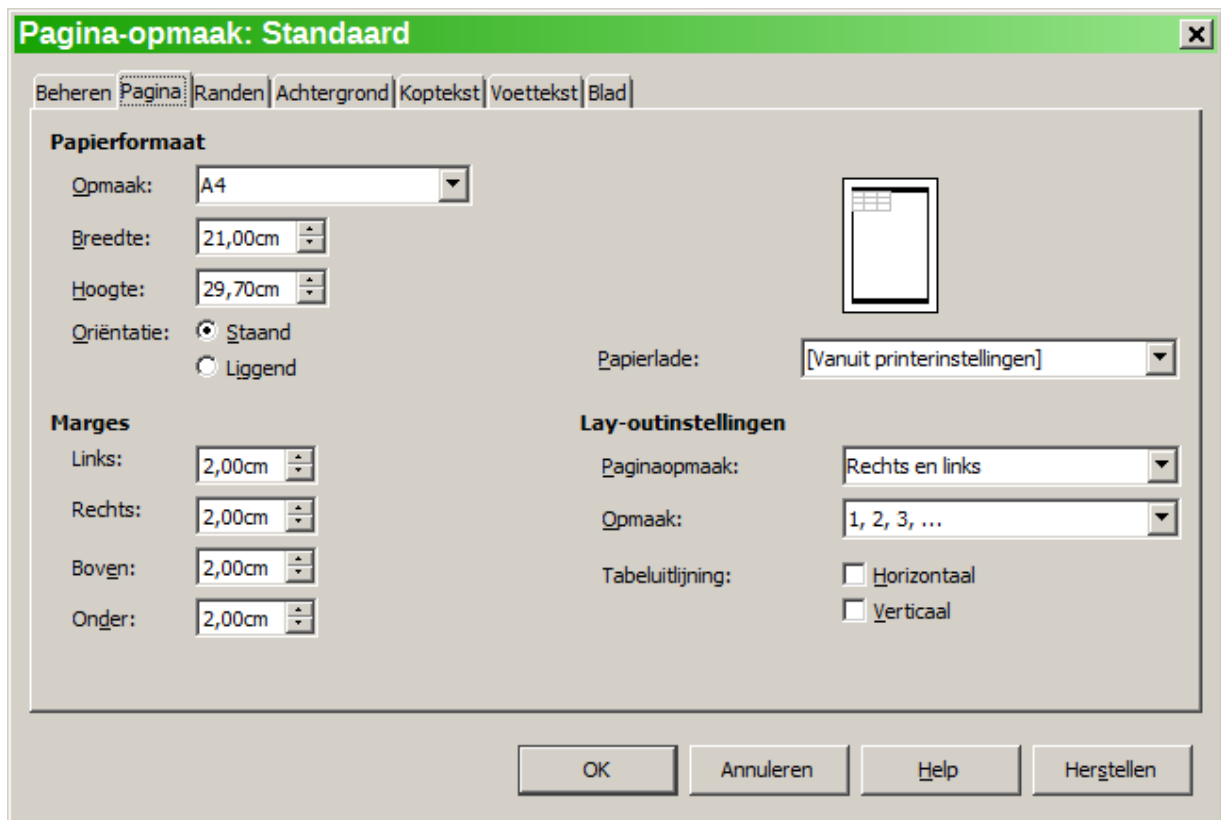 Pagina-opmaak: Standaard
Beheren Pagina Randen Achtergrond Koptekst Voettekst Blad
Papierformaat
Opmaak: A4
Breedte: 21,00cm
Hoogte: 29,70cm
Oriëntatie: Staand
Liggend
Papierlade: [Vanuit printerinstellingen]
Marges
Links: 2,00cm
Rechts: 2,00cm
Boven: 2,00cm
Onder: 2,00cm
Lay-outinstellingen
Paginaopmaak: Rechts en links
Opmaak: 1, 2, 3, ...
Tabeluitlijning: Horizontaal
Verticaal
OK Annuleren Help Herstellen